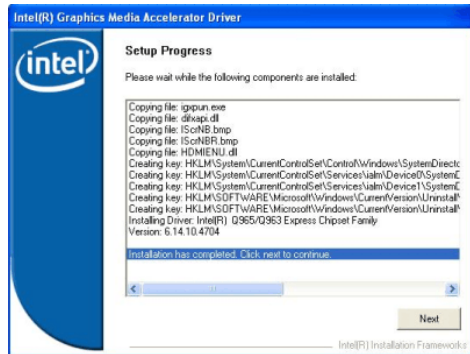 Intel(R) Graphics Media Accelerator Driver
intel
Setup Progress
Please wait while the following components are installed:
Copying file: igxpun.exe
Copying file: difxapi.dll
Copying file: IScrNB.bmp
Copying file: IScrNBR.bmp
Copying file: HDMIENU.dll
Creating key: HKLM\System\CurrentControlSet\Control\Windows\SystemDirecto
Creating key: HKLM\System\CurrentControlSet\Services\ialm\Device0\SystemD
Creating key: HKLM\System\CurrentControlSet\Services\ialm\Device1\SystemD
Creating key: HKLM\SOFTWARE\Microsoft\Windows\CurrentVersion\Uninstall\
Creating key: HKLM\SOFTWARE\Microsoft\Windows\CurrentVersion\Uninstall\
Installing Driver: Intel(R) Q965/Q963 Express Chipset Family
Version: 6.14.10.4704
Installation has completed. Click next to continue.
Next
Intel(R) Installation Frameworks